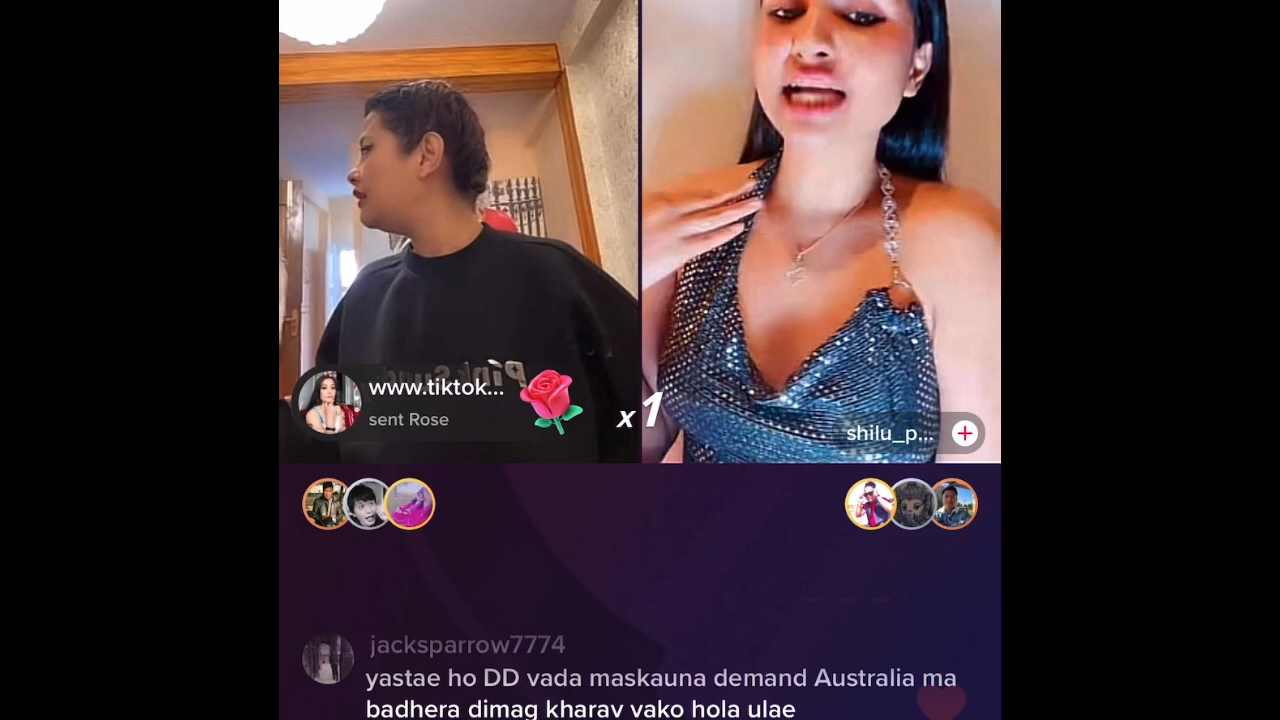 www.tiktok...
sent Rose
x1
shilu_p...
jacksparrow7774
yastae ho DD vada maskauna demand Australia ma
badhera dimag kharav vako hola ulae